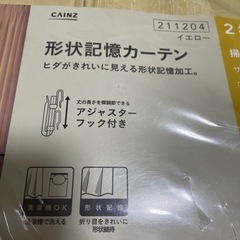 CAINZ
211204
イエロー
形状記憶カーテン
ヒダがきれいに見える形状記憶加工。
丈の長さを微調節できる
アジャスター
フック付き
洗濯機OK
形状記憶
洗濯機で洗える
折り目をきれいに
形状維持
2
掃